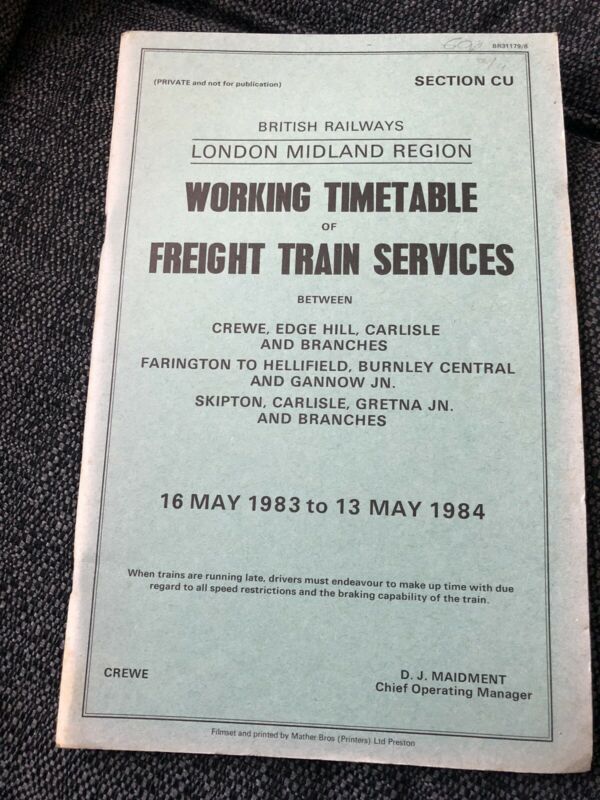 BR31179/8
(PRIVATE and not for publication)
SECTION CU
BRITISH RAILWAYS
LONDON MIDLAND REGION
WORKING TIMETABLE
OF
FREIGHT TRAIN SERVICES
BETWEEN
CREWE, EDGE HILL, CARLISLE
AND BRANCHES
FARINGTON TO HELLIFIELD, BURNLEY CENTRAL
AND GANNOW JN.
SKIPTON, CARLISLE, GRETNA JN.
AND BRANCHES
16 MAY 1983 to 13 MAY 1984
When trains are running late, drivers must endeavour to make up time with due
regard to all speed restrictions and the braking capability of the train.
CREWE
D. J. MAIDMENT
Chief Operating Manager
Filmset and printed by Mather Bros (Printers) Ltd Preston